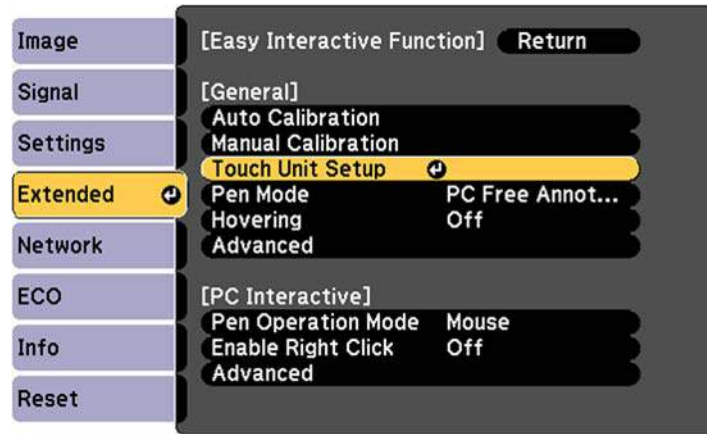 Image
Signal
Settings
Extended
Network
ECO
Info
Reset
[Easy Interactive Function] Return
[General]
Auto Calibration
Manual Calibration
Touch Unit Setup
Pen Mode PC Free Annot...
Hovering Off
Advanced
[PC Interactive]
Pen Operation Mode Mouse
Enable Right Click Off
Advanced